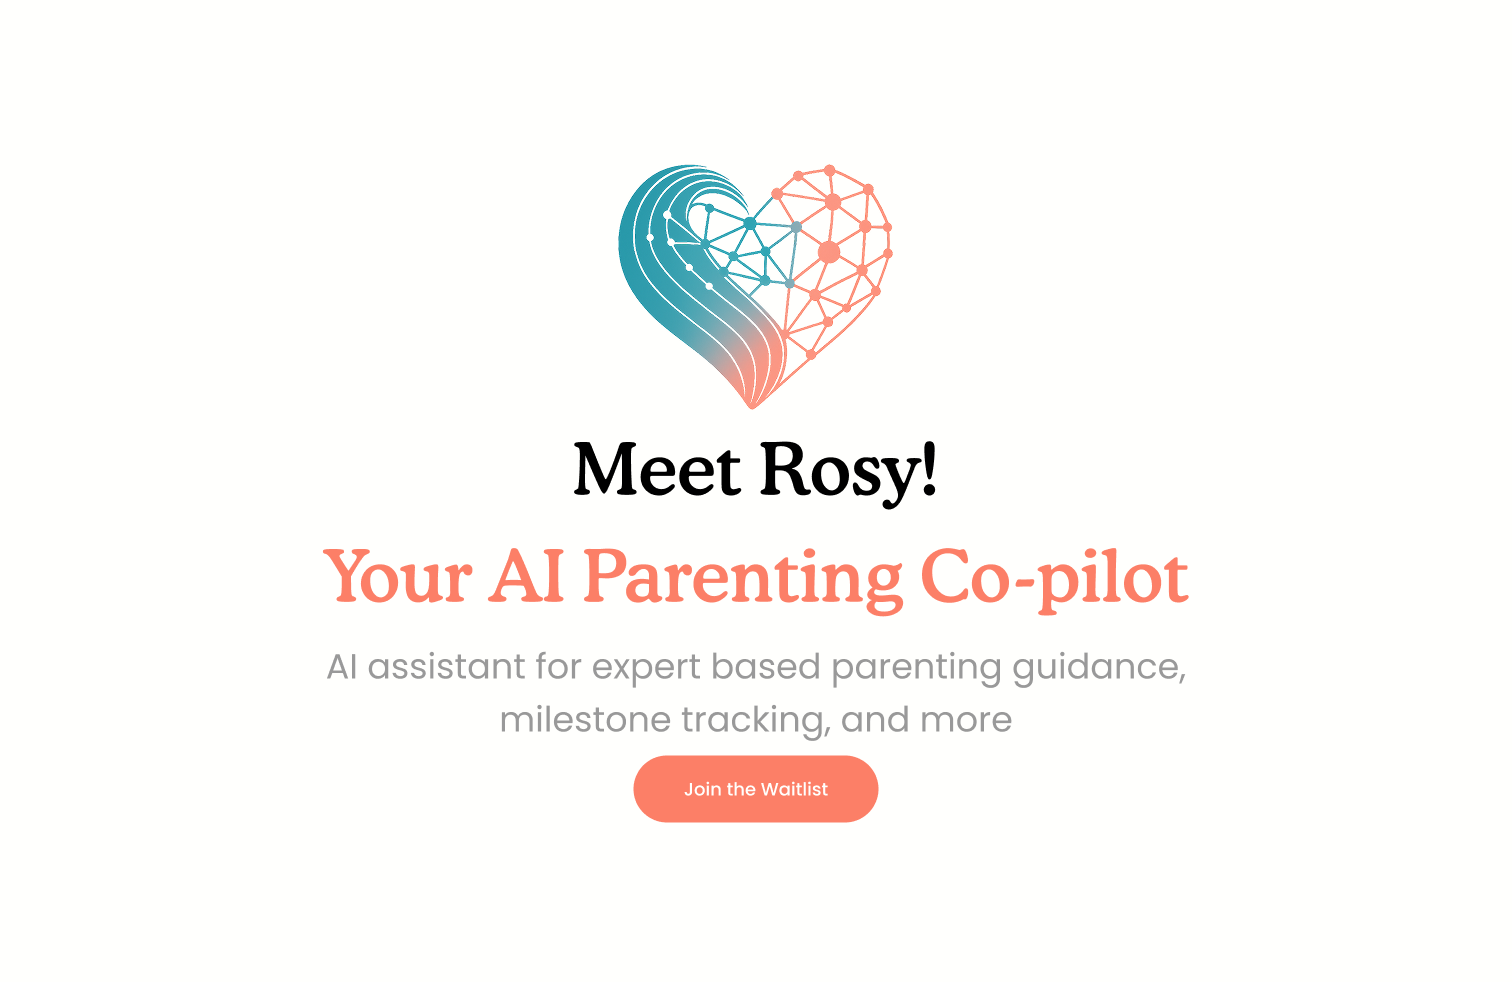 Meet Rosy!
Your AI Parenting Co-pilot
AI assistant for expert based parenting guidance,
milestone tracking, and more
Join the Waitlist